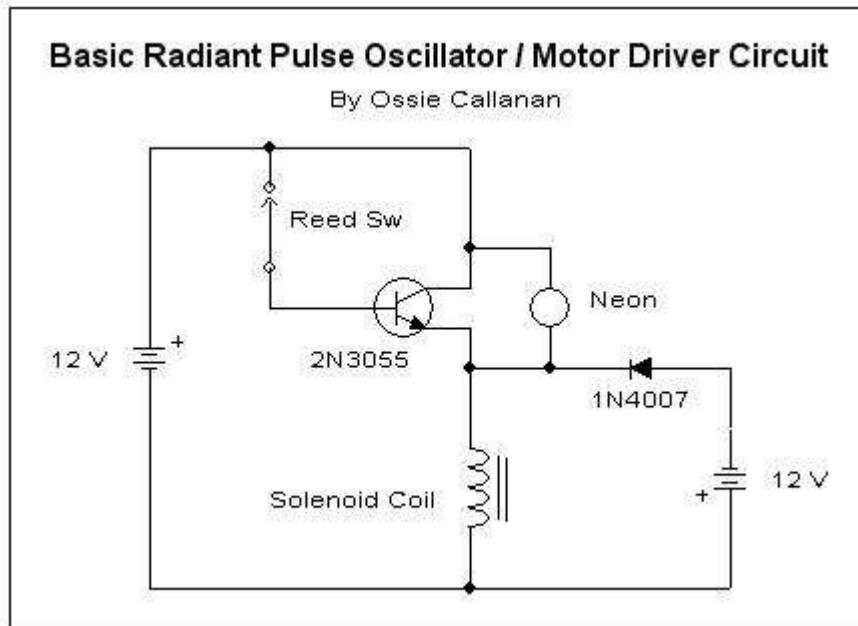 Basic Radiant Pulse Oscillator / Motor Driver Circuit
By Ossie Callanan
Reed Sw
Neon
12 V
+
2N3055
1N4007
Solenoid Coil
+
12 V